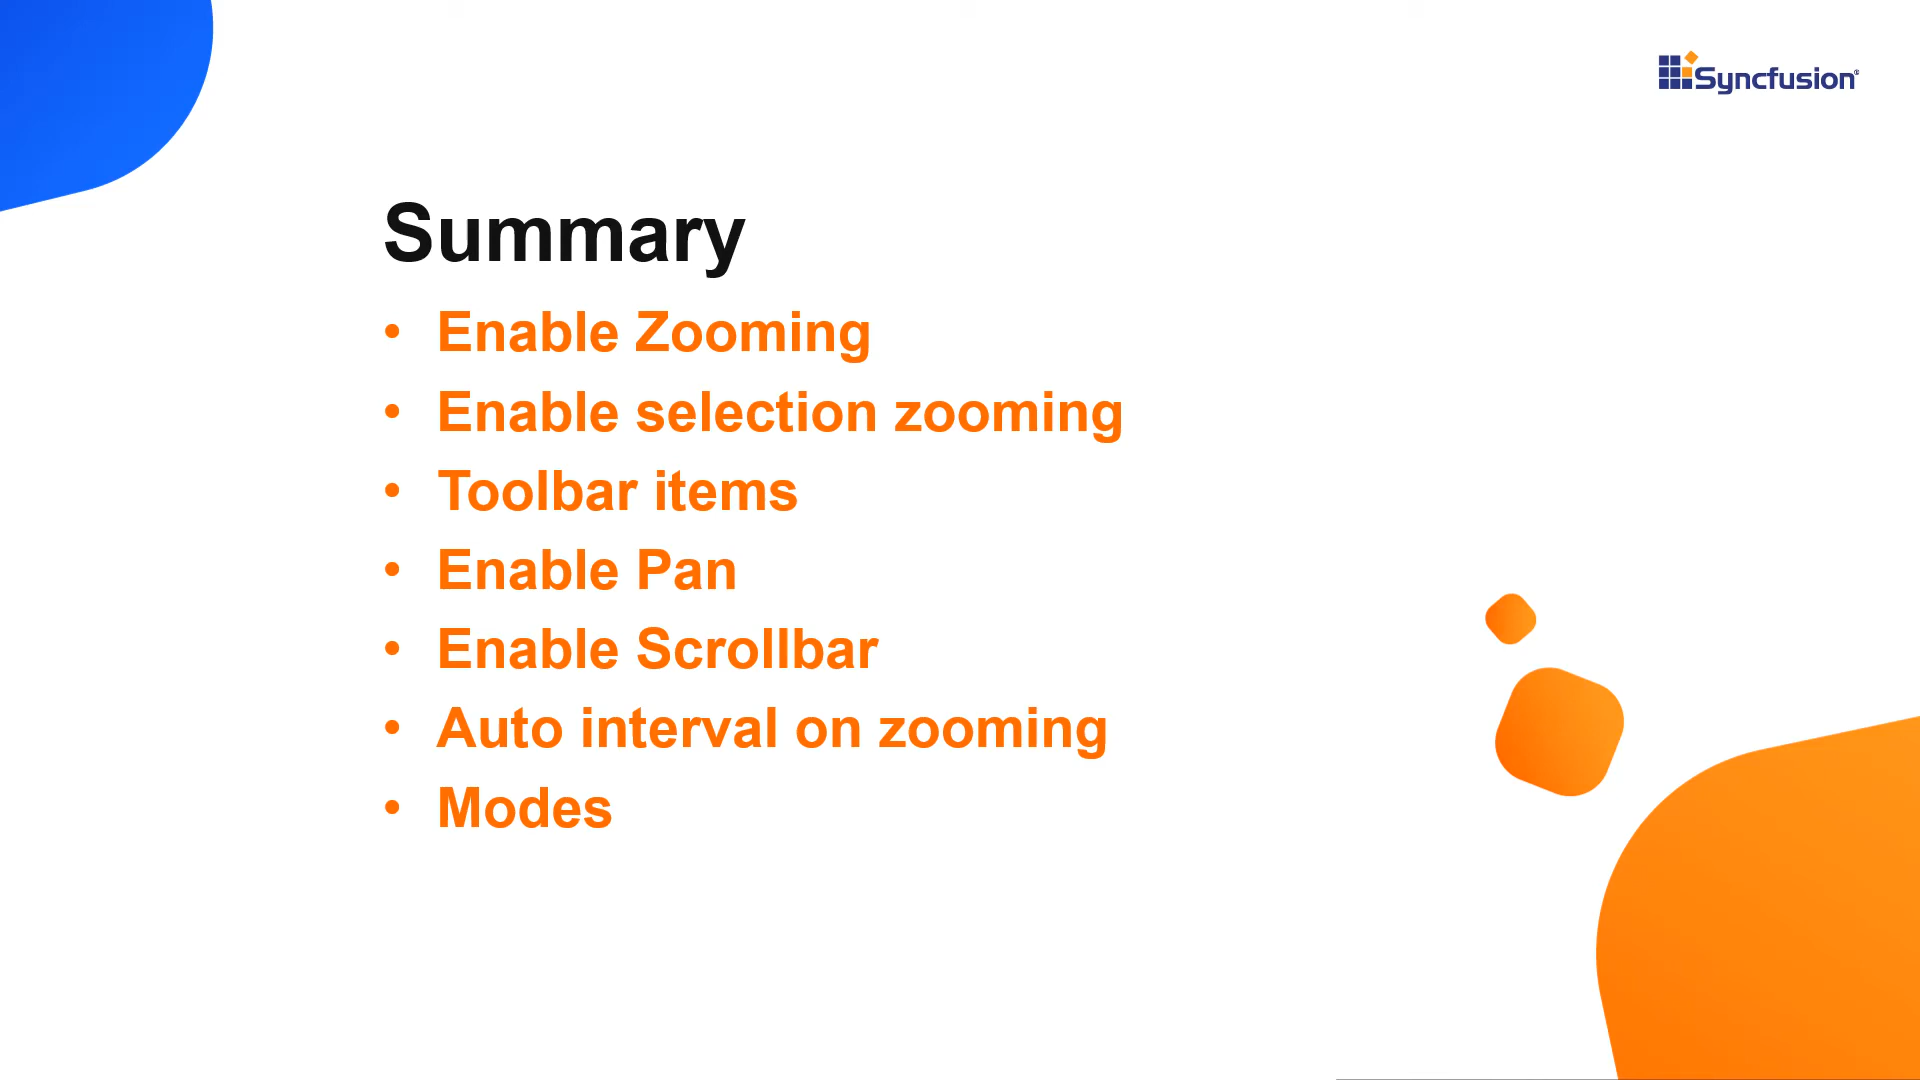 Syncfusion®
Summary
• Enable Zooming
• Enable selection zooming
• Toolbar items
• Enable Pan
• Enable Scrollbar
• Auto interval on zooming
• Modes